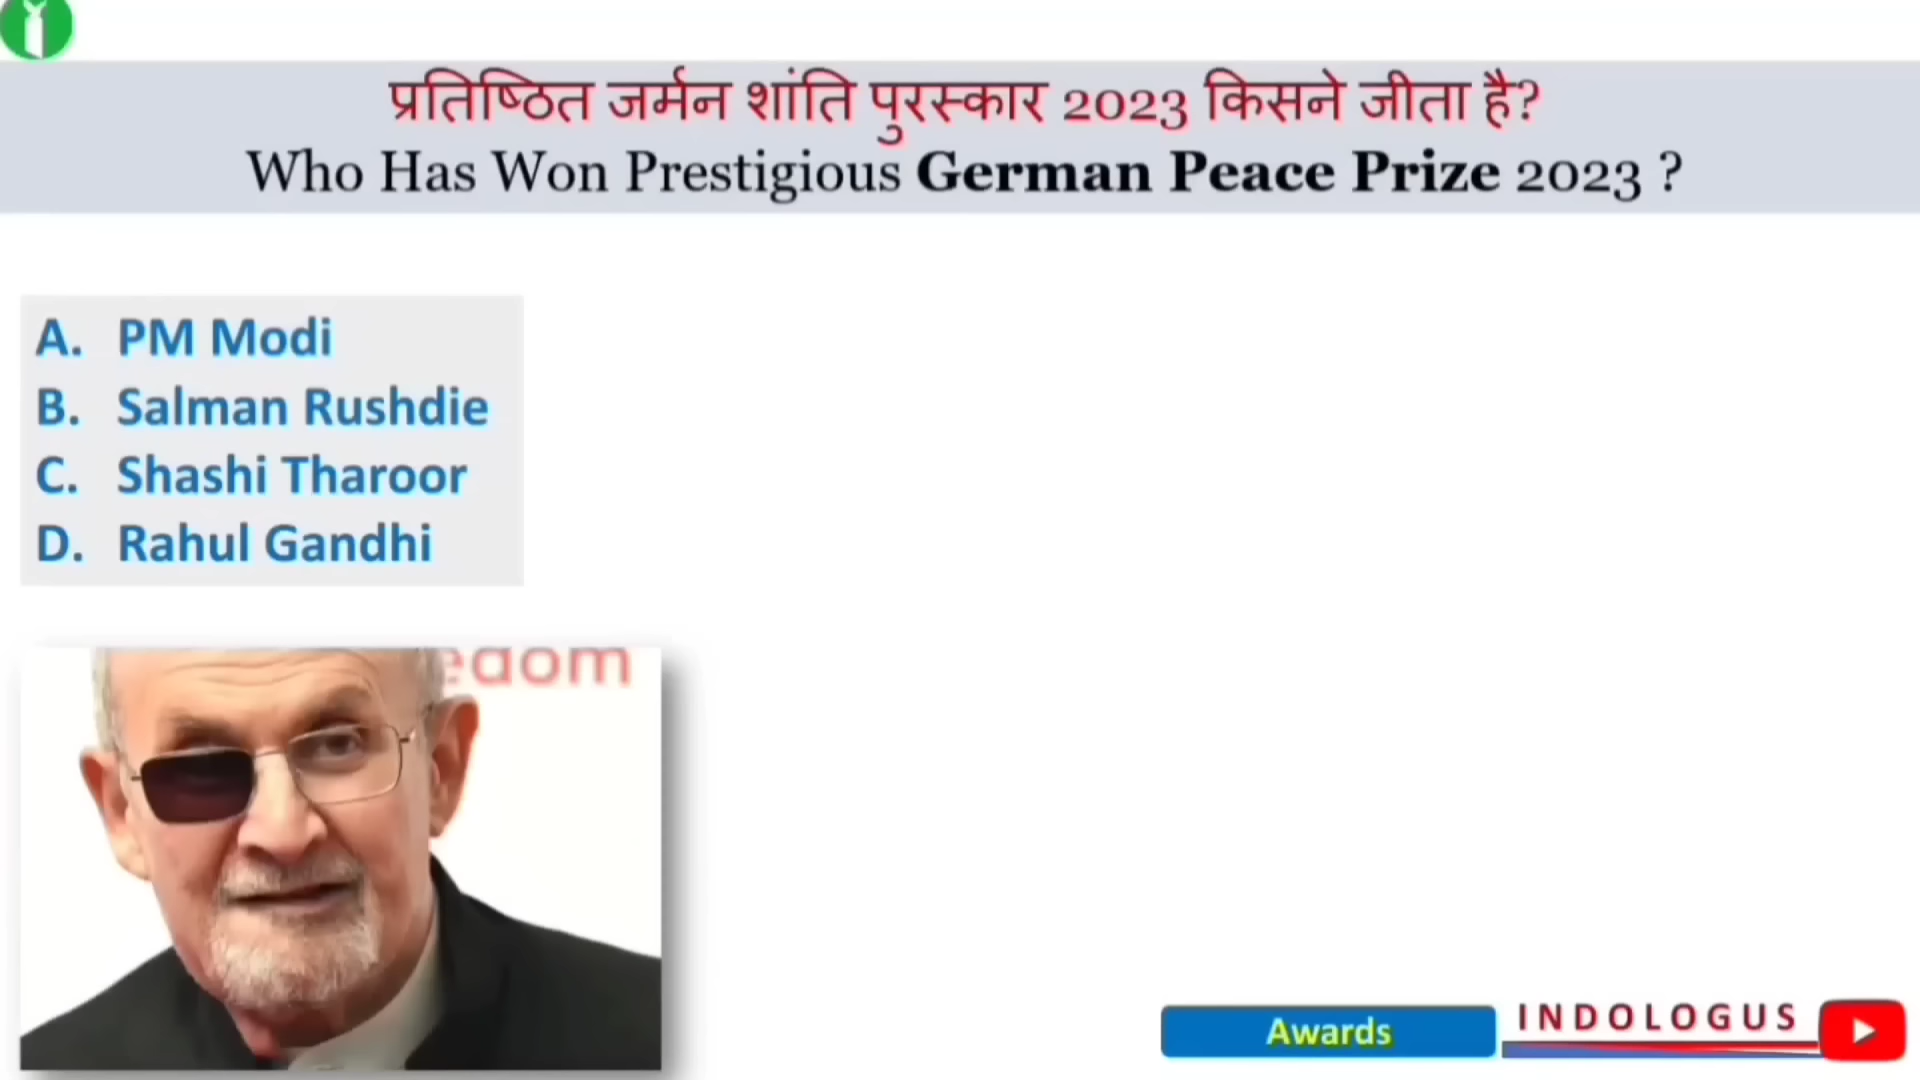 प्रतिष्ठित जर्मन शांति पुरस्कार 2023 किसने जीता है?
Who Has Won Prestigious German Peace Prize 2023 ?
A. PM Modi
B. Salman Rushdie
C. Shashi Tharoor
D. Rahul Gandhi
edom
Awards
INDOLOGUS